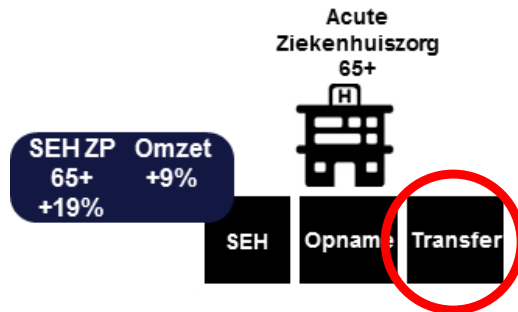 Acute
Ziekenhuiszorg
65+
H
SEH ZP Omzet
65+ +9%
+19%
SEH Opname Transfer